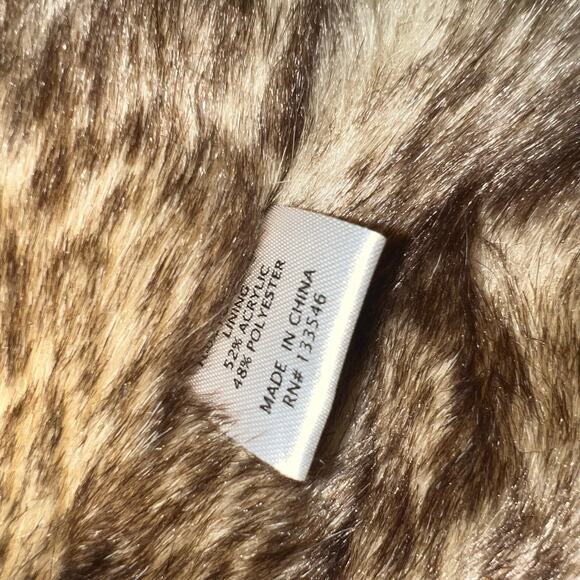 LINING
52% ACRYLIC
48% POLYESTER
MADE IN CHINA
RN# 133546